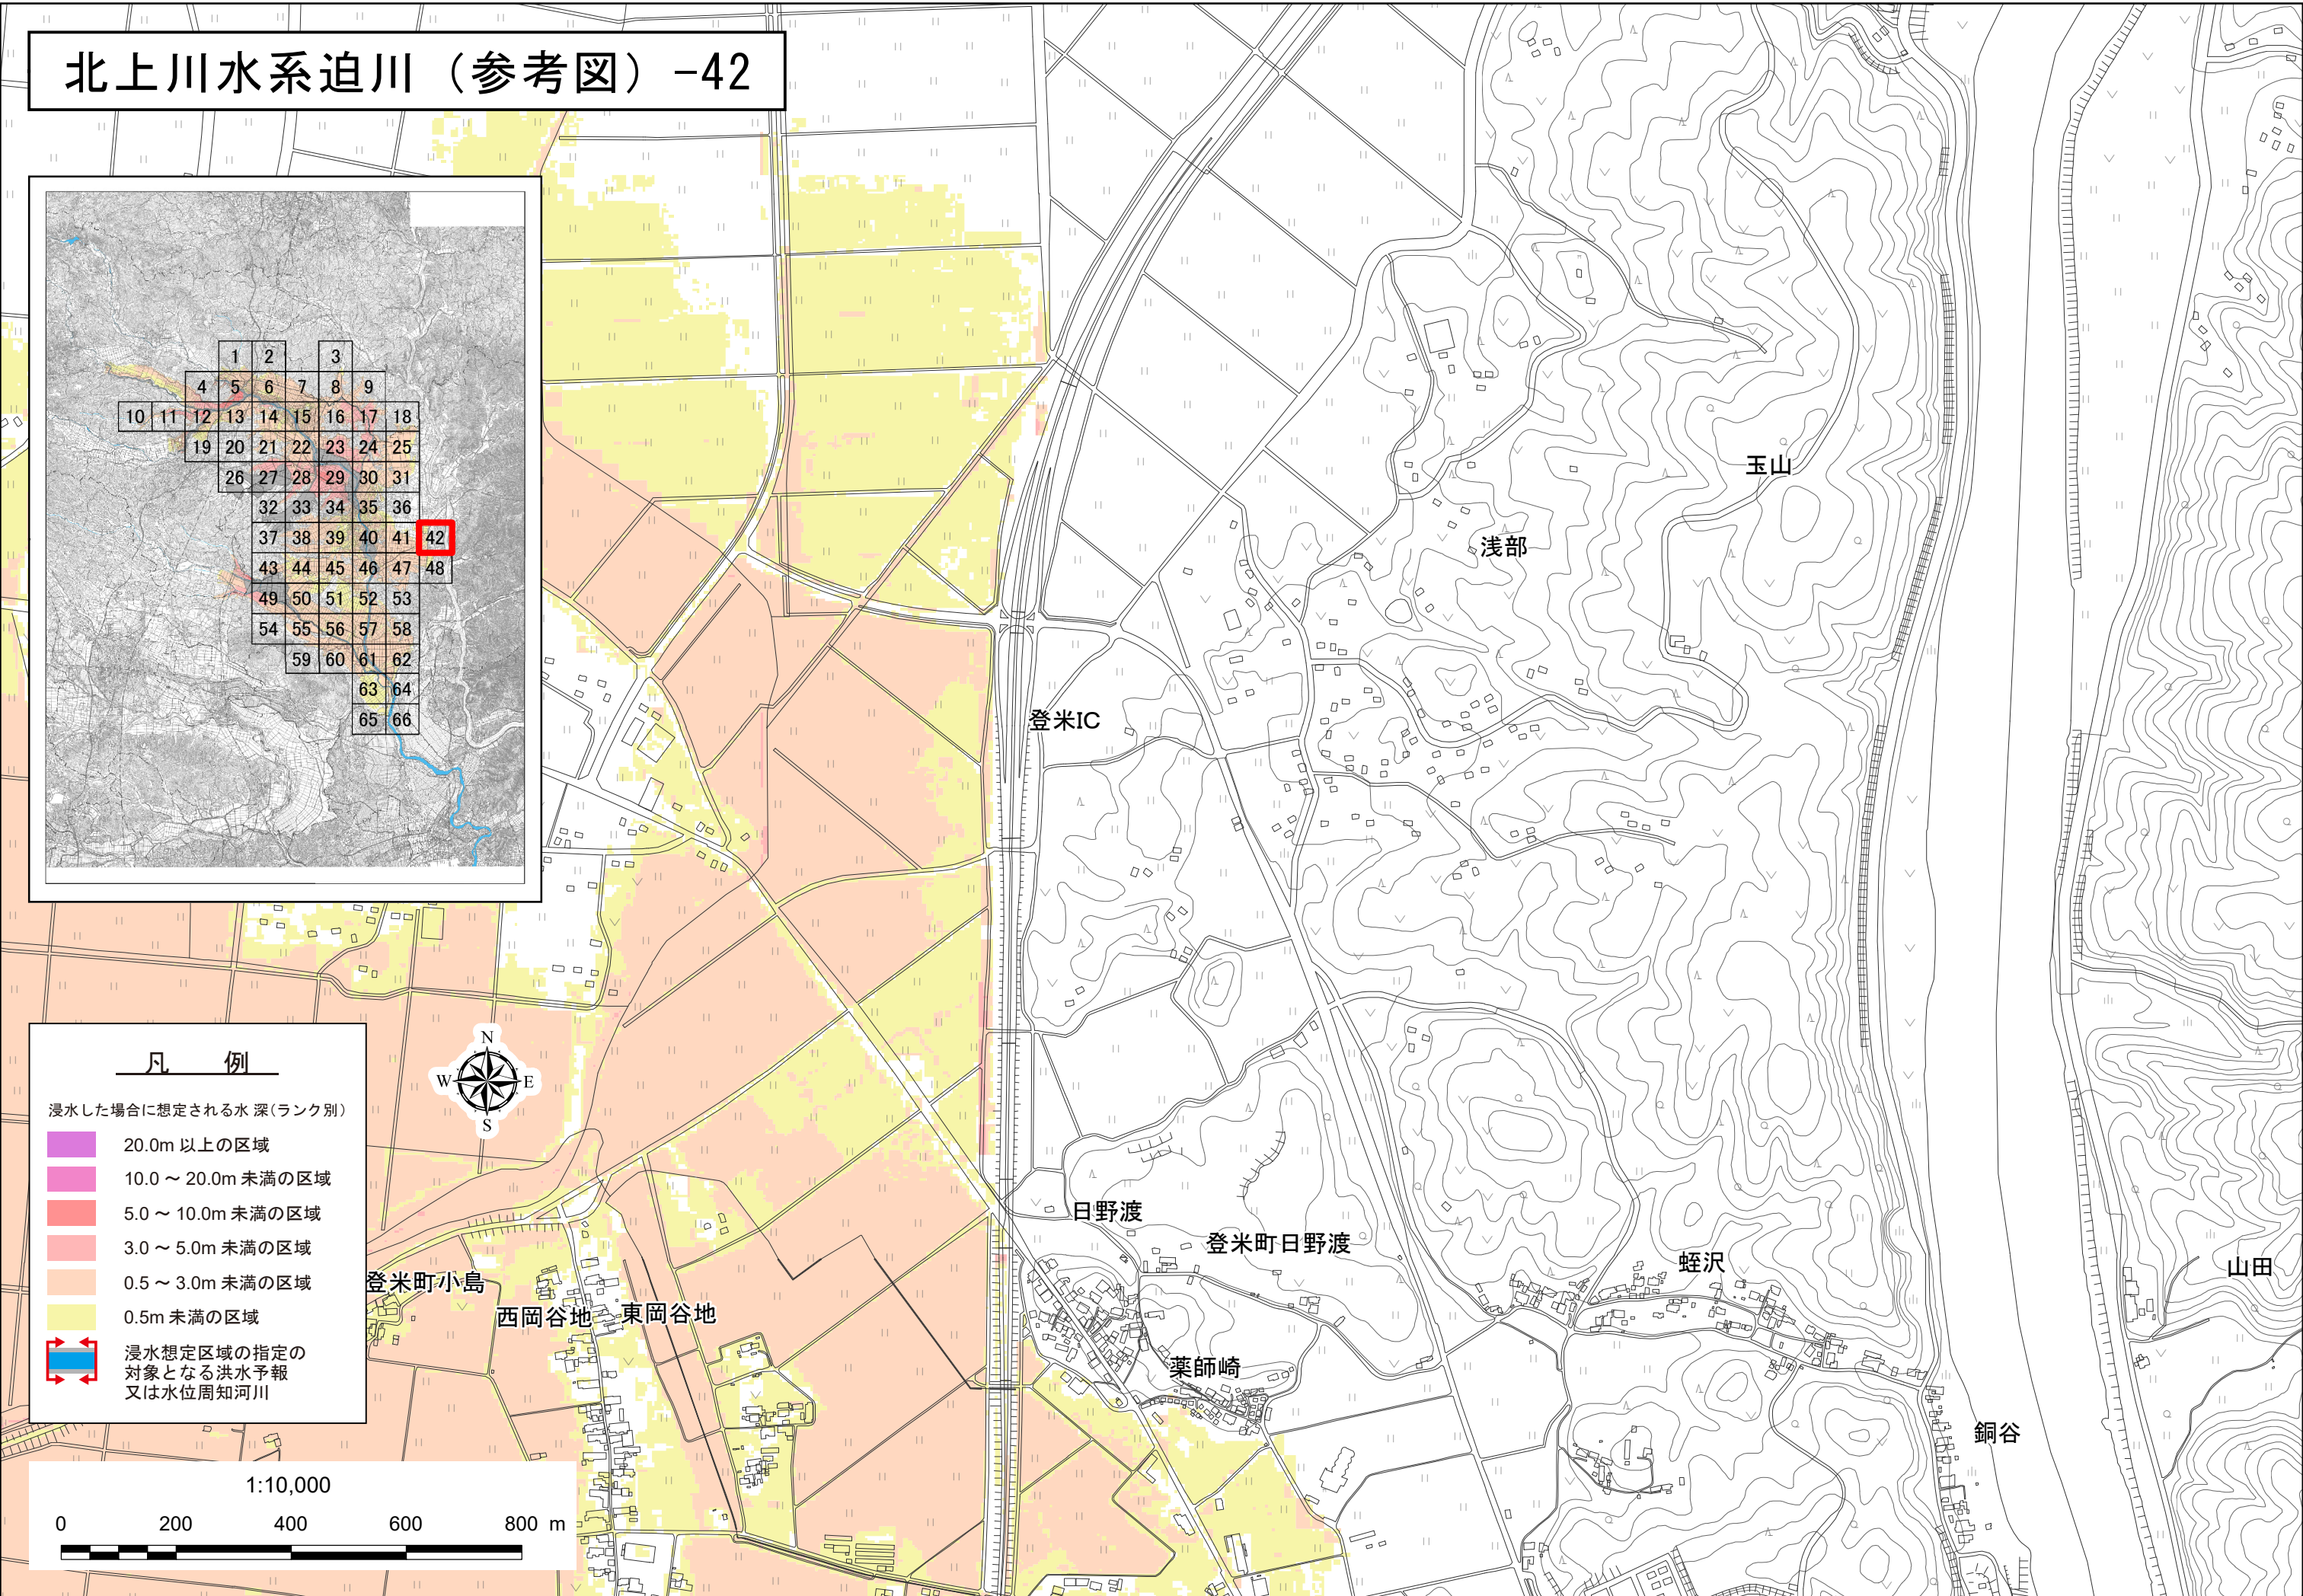 北上川水系迫川（参考図）-42
1 2 3
4 5 6 7 8 9
10 11 12 13 14 15 16 17 18
19 20 21 22 23 24 25
26 27 28 29 30 31
32 33 34 35 36
37 38 39 40 41 42
43 44 45 46 47 48
49 50 51 52 53
54 55 56 57 58
59 60 61 62
63 64
65 66
玉山
浅部
登米IC
凡　例
浸水した場合に想定される水 深（ランク別）
20.0m 以上の区域
10.0 ～ 20.0m 未満の区域
5.0 ～ 10.0m 未満の区域
3.0 ～ 5.0m 未満の区域
0.5 ～ 3.0m 未満の区域
0.5m 未満の区域
浸水想定区域の指定の
対象となる洪水予報
又は水位周知河川
N
W E
S
日野渡
登米町日野渡
蛭沢
山田
登米町小島
西岡谷地
東岡谷地
薬師崎
銅谷
1:10,000
0 200 400 600 800 m